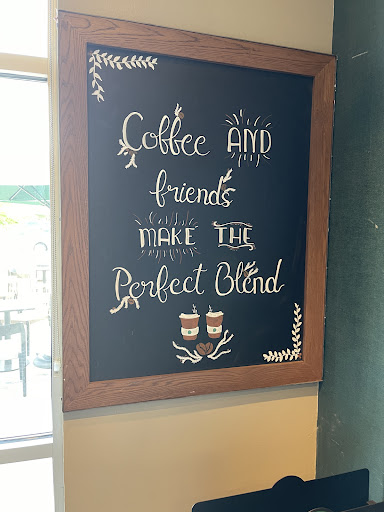 Coffee AND
friends
MAKE THE
Perfect Blend